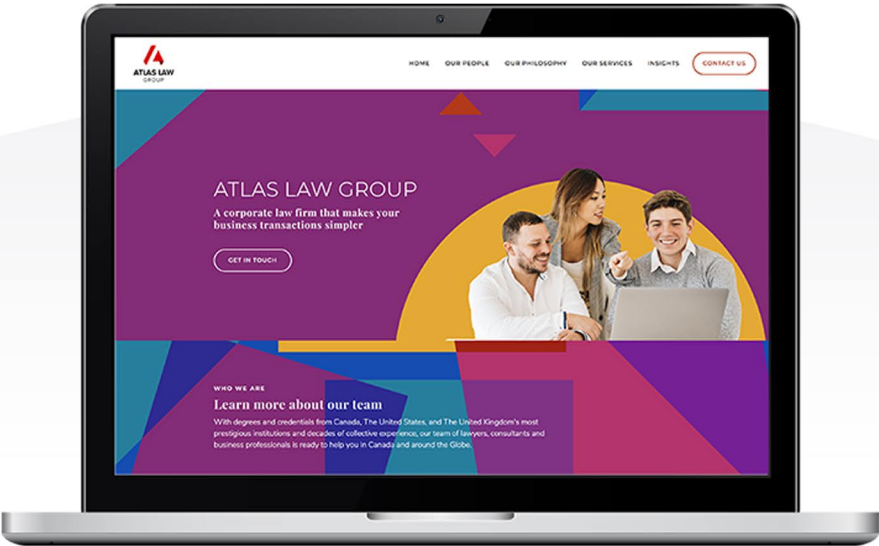 ATLAS LAW
GROUP
HOME OUR PEOPLE OUR PHILOSOPHY OUR SERVICES INSIGHTS CONTACT US
ATLAS LAW GROUP
A corporate law firm that makes your
business transactions simpler
GET IN TOUCH
WHO WE ARE
Learn more about our team
With degrees and credentials from Canada, The United States, and The United Kingdom's most
prestigious institutions and decades of collective experience, our team of lawyers, consultants and
business professionals is ready to help you in Canada and around the Globe.